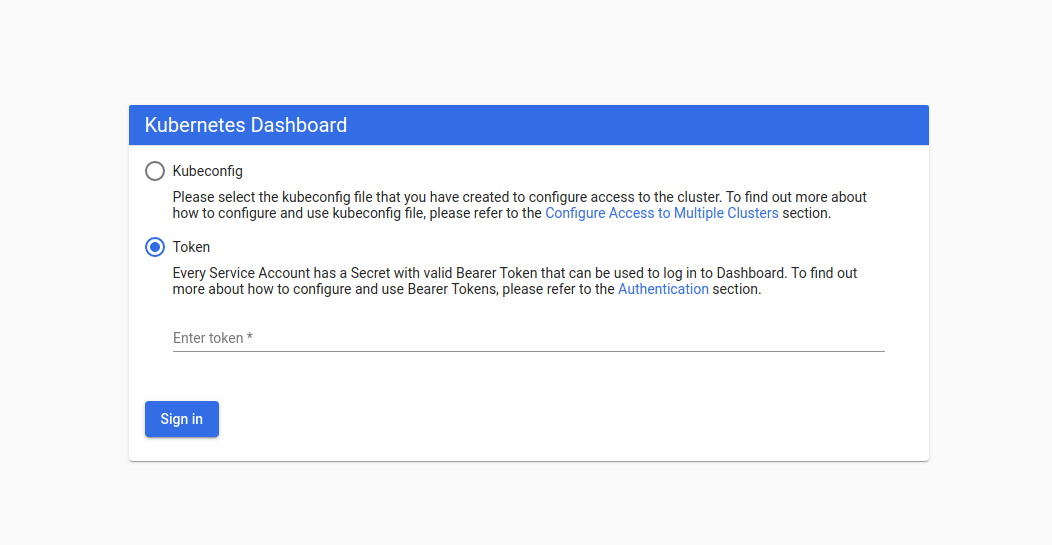 Kubernetes Dashboard
Kubeconfig
Please select the kubeconfig file that you have created to configure access to the cluster. To find out more about
how to configure and use kubeconfig file, please refer to the Configure Access to Multiple Clusters section.
Token
Every Service Account has a Secret with valid Bearer Token that can be used to log in to Dashboard. To find out
more about how to configure and use Bearer Tokens, please refer to the Authentication section.
Enter token *
Sign in